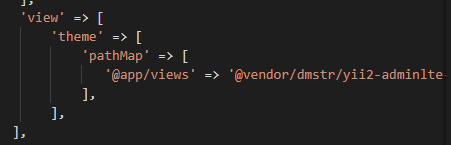 ],
'view' => [
'theme' => [
'pathMap' => [
'@app/views' => '@vendor/dmstr/yii2-adminlte-
],
],
],